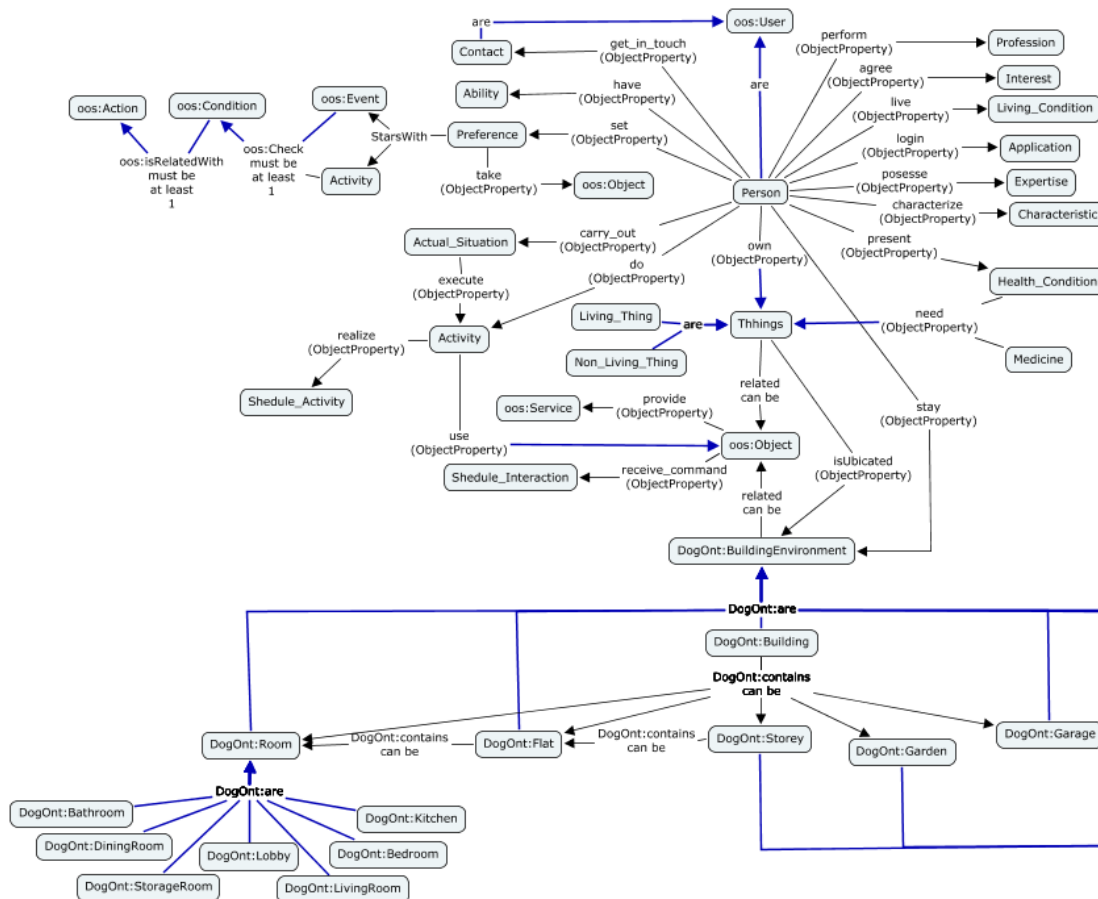 are
oos:User
perform
(ObjectProperty)
Profession
Contact
get_in_touch
(ObjectProperty)
agree
(ObjectProperty)
Interest
oos:Action
oos:Condition
oos:Event
Ability
have
(ObjectProperty)
are
live
(ObjectProperty)
Living_Condition
StarsWith
Preference
set
(ObjectProperty)
login
(ObjectProperty)
Application
oos:isRelatedWith
must be
at least
1
oos:Check
must be
at least
1
Activity
take
(ObjectProperty)
oos:Object
Person
posesse
(ObjectProperty)
Expertise
characterize
(ObjectProperty)
Characteristic
Actual_Situation
carry_out
(ObjectProperty)
own
(ObjectProperty)
present
(ObjectProperty)
do
(ObjectProperty)
Health_Condition
execute
(ObjectProperty)
Living_Thing
are
Thhings
need
(ObjectProperty)
realize
(ObjectProperty)
Activity
Non_Living_Thing
Medicine
Shedule_Activity
oos:Service
provide
(ObjectProperty)
related
can be
stay
(ObjectProperty)
use
(ObjectProperty)
oos:Object
Shedule_Interaction
receive_command
(ObjectProperty)
isUbicated
(ObjectProperty)
related
can be
DogOnt:BuildingEnvironment
DogOnt:are
DogOnt:Building
DogOnt:contains
can be
DogOnt:Room
DogOnt:contains
can be
DogOnt:Flat
DogOnt:contains
can be
DogOnt:Storey
DogOnt:Garden
DogOnt:Garage
DogOnt:are
DogOnt:Bathroom
DogOnt:Kitchen
DogOnt:DiningRoom
DogOnt:Lobby
DogOnt:Bedroom
DogOnt:StorageRoom
DogOnt:LivingRoom